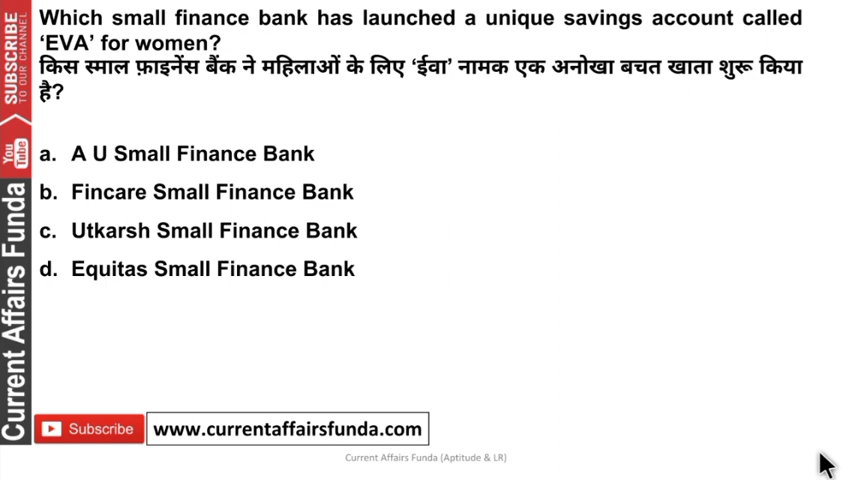 Which small finance bank has launched a unique savings account called
‘EVA’ for women?
किस स्माल फ़ाइनेंस बैंक ने महिलाओं के लिए ‘ईवा’ नामक एक अनोखा बचत खाता शुरू किया
है?
a. A U Small Finance Bank
b. Fincare Small Finance Bank
c. Utkarsh Small Finance Bank
d. Equitas Small Finance Bank
SUBSCRIBE
TO OUR CHANNEL
You
Tube
Current Affairs Funda
Subscribe
www.currentaffairsfunda.com
Current Affairs Funda (Aptitude & LR)